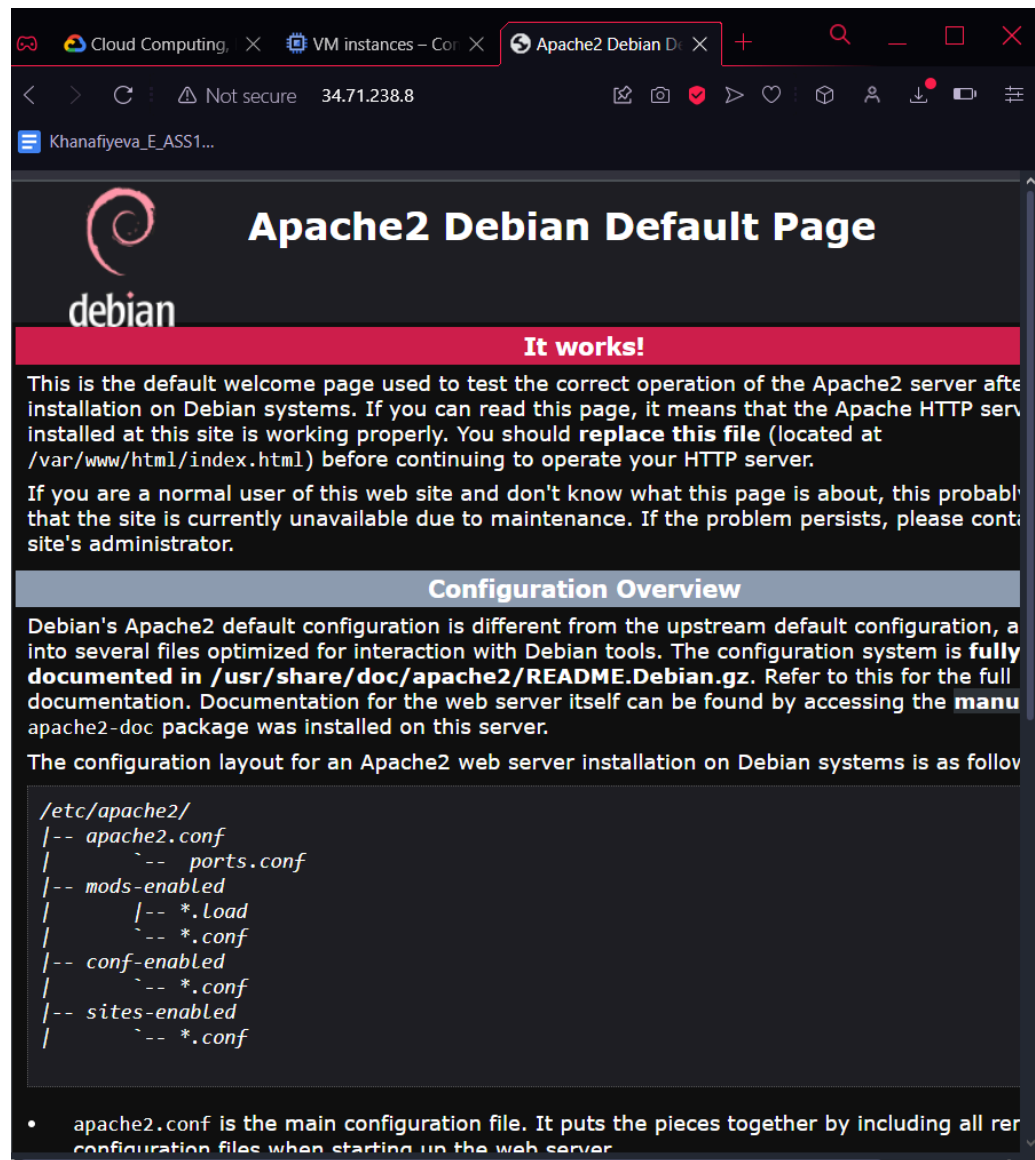 Cloud Computing,
VM instances – Con
Apache2 Debian De
Not secure 34.71.238.8
Khanafiyeva_E_ASS1...
debian
Apache2 Debian Default Page
It works!
This is the default welcome page used to test the correct operation of the Apache2 server afte
installation on Debian systems. If you can read this page, it means that the Apache HTTP serv
installed at this site is working properly. You should replace this file (located at
/var/www/html/index.html) before continuing to operate your HTTP server.
If you are a normal user of this web site and don't know what this page is about, this probabl
that the site is currently unavailable due to maintenance. If the problem persists, please conta
site's administrator.
Configuration Overview
Debian's Apache2 default configuration is different from the upstream default configuration, a
into several files optimized for interaction with Debian tools. The configuration system is fully
documented in /usr/share/doc/apache2/README.Debian.gz. Refer to this for the full
documentation. Documentation for the web server itself can be found by accessing the manu
apache2-doc package was installed on this server.
The configuration layout for an Apache2 web server installation on Debian systems is as follow
/etc/apache2/
|-- apache2.conf
|       `--  ports.conf
|-- mods-enabled
|       |-- *.load
|       `-- *.conf
|-- conf-enabled
|       `-- *.conf
|-- sites-enabled
|       `-- *.conf
• apache2.conf is the main configuration file. It puts the pieces together by including all rem
configuration files when starting up the web server.